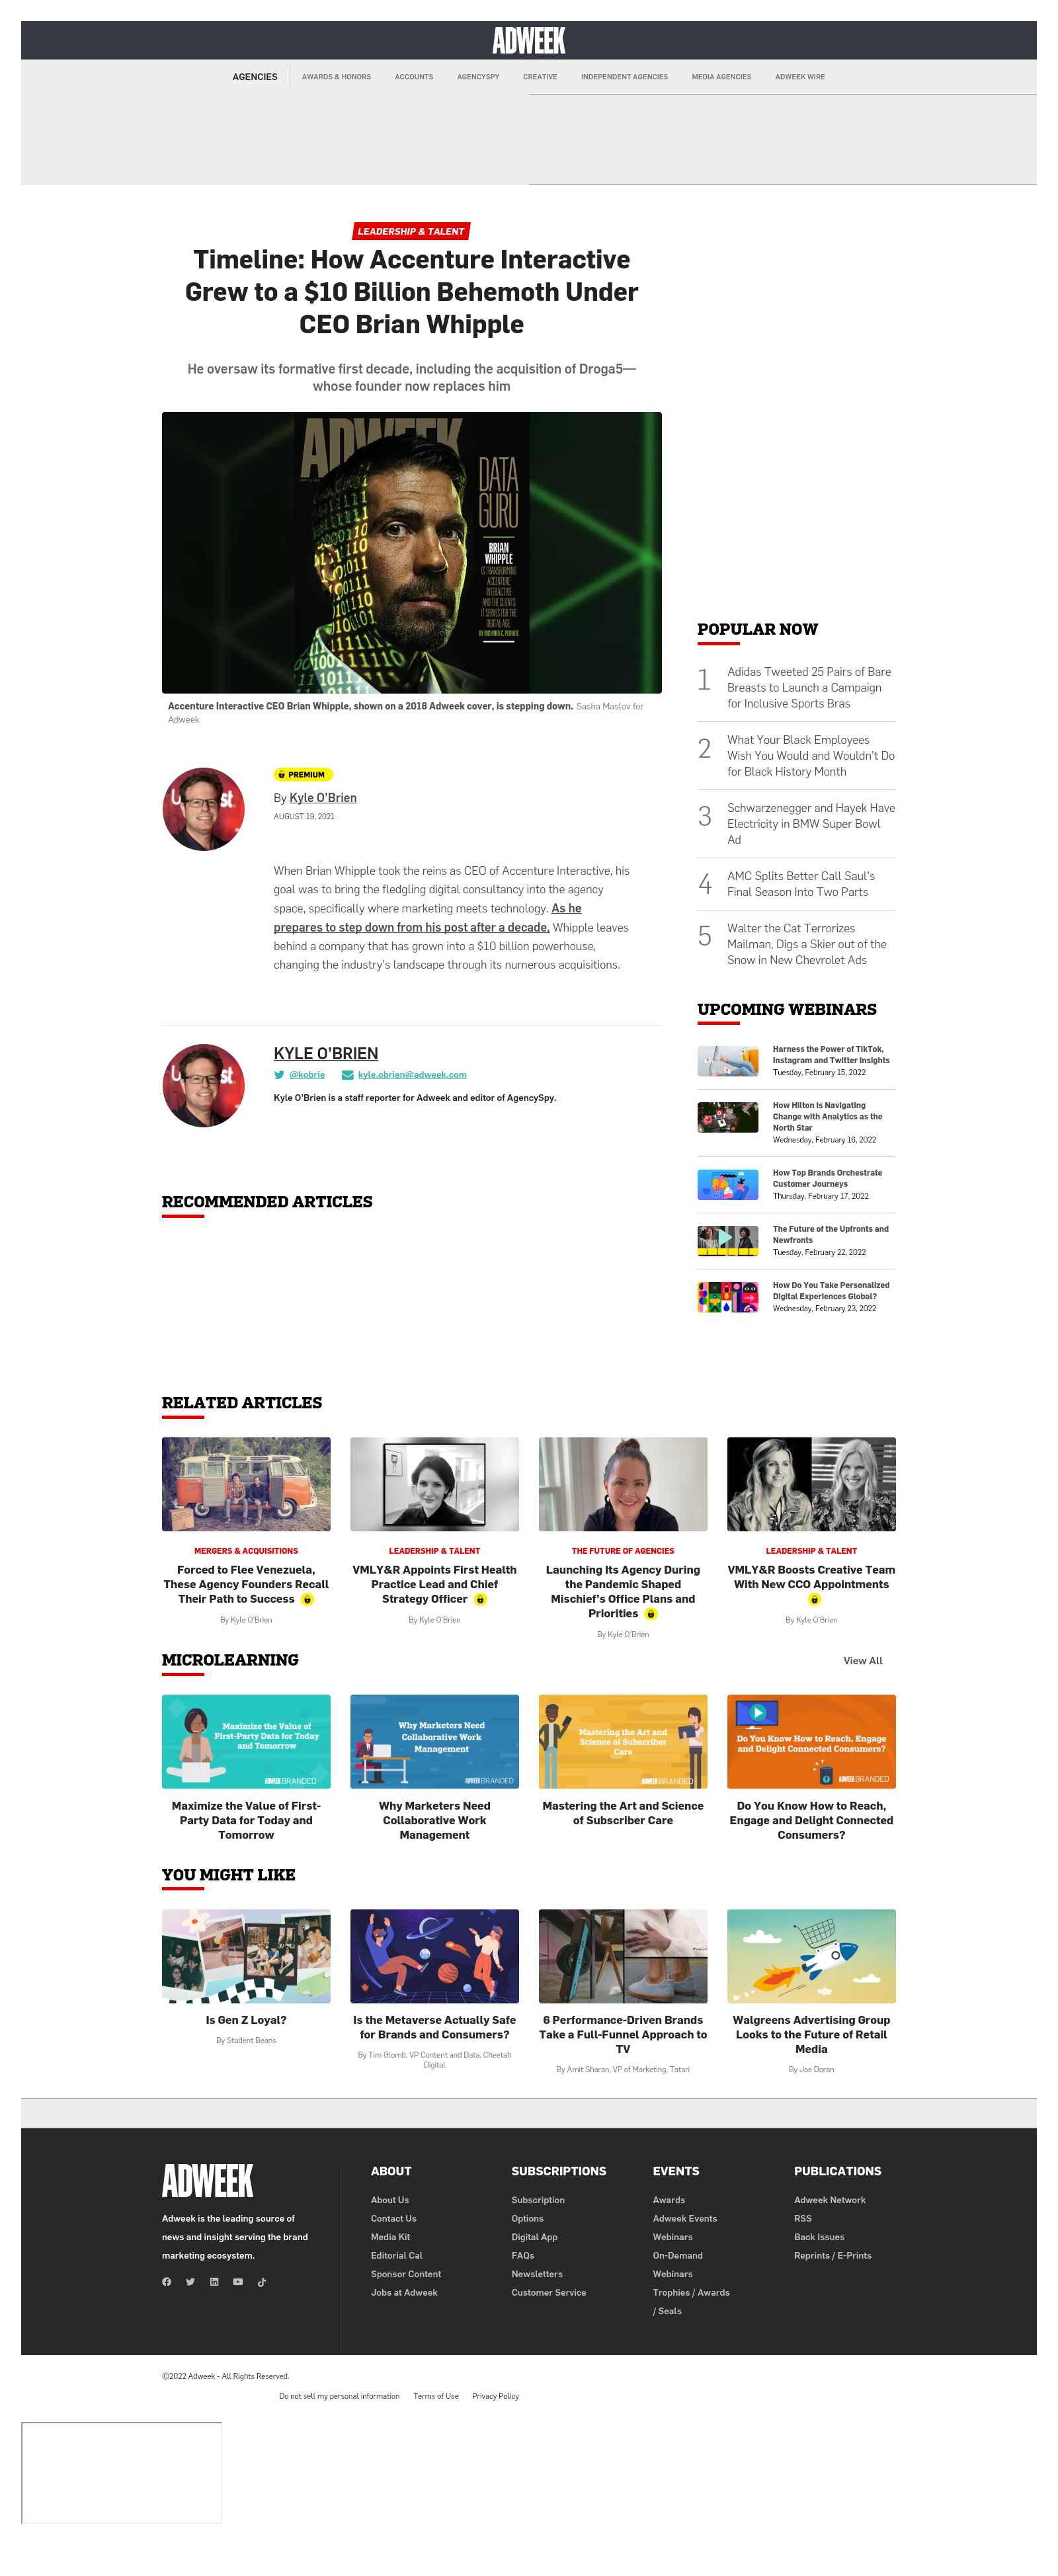 ADWEEK
AGENCIES
AWARDS & HONORS
ACCOUNTS
AGENCYSPY
CREATIVE
INDEPENDENT AGENCIES
MEDIA AGENCIES
ADWEEK WIRE
LEADERSHIP & TALENT
Timeline: How Accenture Interactive
Grew to a $10 Billion Behemoth Under
CEO Brian Whipple
He oversaw its formative first decade, including the acquisition of Droga5—
whose founder now replaces him
ADWEEK
DATA
GURU
BRIAN
WHIPPLE
IS TRANSFORMING
ACCENTURE
INTERACTIVE
AND THE CLIENTS
IT SERVES FOR THE
DIGITAL AGE.
BY RICHARD C. MORAIS
Accenture Interactive CEO Brian Whipple, shown on a 2018 Adweek cover, is stepping down. Sasha Maslov for
Adweek
PREMIUM
By Kyle O'Brien
AUGUST 19, 2021
When Brian Whipple took the reins as CEO of Accenture Interactive, his
goal was to bring the fledgling digital consultancy into the agency
space, specifically where marketing meets technology. As he
prepares to step down from his post after a decade, Whipple leaves
behind a company that has grown into a $10 billion powerhouse,
changing the industry's landscape through its numerous acquisitions.
KYLE O'BRIEN
@kobrie
kyle.obrien@adweek.com
Kyle O'Brien is a staff reporter for Adweek and editor of AgencySpy.
RECOMMENDED ARTICLES
POPULAR NOW
1
Adidas Tweeted 25 Pairs of Bare
Breasts to Launch a Campaign
for Inclusive Sports Bras
2
What Your Black Employees
Wish You Would and Wouldn't Do
for Black History Month
3
Schwarzenegger and Hayek Have
Electricity in BMW Super Bowl
Ad
4
AMC Splits Better Call Saul's
Final Season Into Two Parts
5
Walter the Cat Terrorizes
Mailman, Digs a Skier out of the
Snow in New Chevrolet Ads
UPCOMING WEBINARS
Harness the Power of TikTok,
Instagram and Twitter Insights
Tuesday, February 15, 2022
How Hilton Is Navigating
Change with Analytics as the
North Star
Wednesday, February 16, 2022
How Top Brands Orchestrate
Customer Journeys
Thursday, February 17, 2022
The Future of the Upfronts and
Newfronts
Tuesday, February 22, 2022
How Do You Take Personalized
Digital Experiences Global?
Wednesday, February 23, 2022
RELATED ARTICLES
MERGERS & ACQUISITIONS
Forced to Flee Venezuela,
These Agency Founders Recall
Their Path to Success
By Kyle O'Brien
LEADERSHIP & TALENT
VMLY&R Appoints First Health
Practice Lead and Chief
Strategy Officer
By Kyle O'Brien
THE FUTURE OF AGENCIES
Launching Its Agency During
the Pandemic Shaped
Mischief's Office Plans and
Priorities
By Kyle O'Brien
LEADERSHIP & TALENT
VMLY&R Boosts Creative Team
With New CCO Appointments
By Kyle O'Brien
MICROLEARNING
View All
Maximize the Value of
First-Party Data for Today
and Tomorrow
ADWEEK BRANDED
Maximize the Value of First-
Party Data for Today and
Tomorrow
Why Marketers Need
Collaborative Work
Management
ADWEEK BRANDED
Why Marketers Need
Collaborative Work
Management
Mastering the Art and
Science of Subscriber
Care
ADWEEK BRANDED
Mastering the Art and Science
of Subscriber Care
Do You Know How to Reach, Engage
and Delight Connected Consumers?
ADWEEK BRANDED
Do You Know How to Reach,
Engage and Delight Connected
Consumers?
YOU MIGHT LIKE
Is Gen Z Loyal?
By Student Beans
Is the Metaverse Actually Safe
for Brands and Consumers?
By Tim Glomb, VP Content and Data, Cheetah
Digital
6 Performance-Driven Brands
Take a Full-Funnel Approach to
TV
By Amit Sharan, VP of Marketing, Tatari
Walgreens Advertising Group
Looks to the Future of Retail
Media
By Joe Doran
ADWEEK
Adweek is the leading source of
news and insight serving the brand
marketing ecosystem.
ABOUT
About Us
Contact Us
Media Kit
Editorial Cal
Sponsor Content
Jobs at Adweek
SUBSCRIPTIONS
Subscription
Options
Digital App
FAQs
Newsletters
Customer Service
EVENTS
Awards
Adweek Events
Webinars
On-Demand
Webinars
Trophies / Awards
/ Seals
PUBLICATIONS
Adweek Network
RSS
Back Issues
Reprints / E-Prints
©2022 Adweek - All Rights Reserved.
Do not sell my personal information
Terms of Use
Privacy Policy